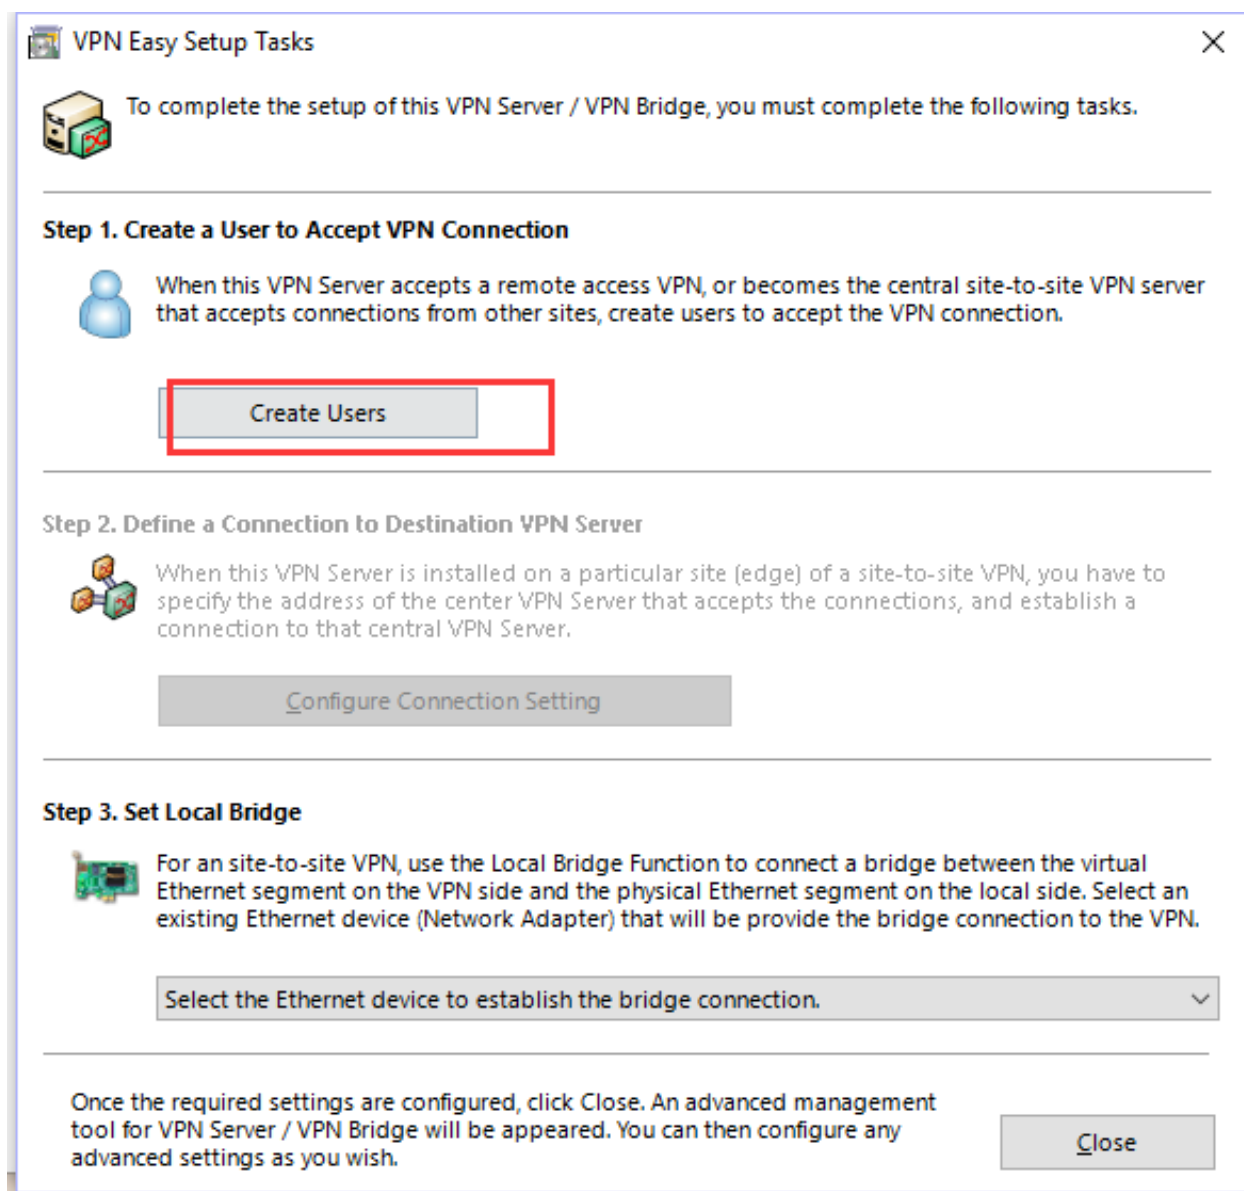 VPN Easy Setup Tasks
To complete the setup of this VPN Server / VPN Bridge, you must complete the following tasks.
Step 1. Create a User to Accept VPN Connection
When this VPN Server accepts a remote access VPN, or becomes the central site-to-site VPN server
that accepts connections from other sites, create users to accept the VPN connection.
Create Users
Step 2. Define a Connection to Destination VPN Server
When this VPN Server is installed on a particular site (edge) of a site-to-site VPN, you have to
specify the address of the center VPN Server that accepts the connections, and establish a
connection to that central VPN Server.
Configure Connection Setting
Step 3. Set Local Bridge
For an site-to-site VPN, use the Local Bridge Function to connect a bridge between the virtual
Ethernet segment on the VPN side and the physical Ethernet segment on the local side. Select an
existing Ethernet device (Network Adapter) that will be provide the bridge connection to the VPN.
Select the Ethernet device to establish the bridge connection.
Once the required settings are configured, click Close. An advanced management
tool for VPN Server / VPN Bridge will be appeared. You can then configure any
advanced settings as you wish.
Close